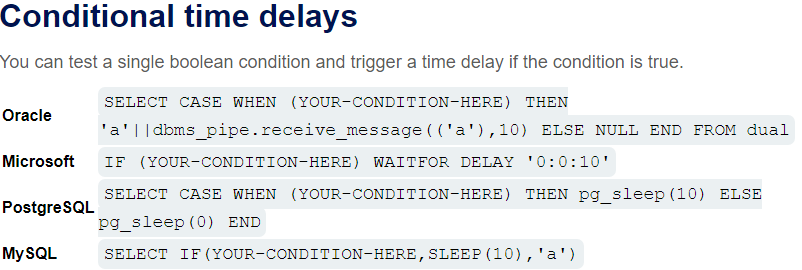 Conditional time delays
You can test a single boolean condition and trigger a time delay if the condition is true.
Oracle
SELECT CASE WHEN (YOUR-CONDITION-HERE) THEN
'a'||dbms_pipe.receive_message(('a'),10) ELSE NULL END FROM dual
Microsoft IF (YOUR-CONDITION-HERE) WAITFOR DELAY '0:0:10'
PostgreSQL
SELECT CASE WHEN (YOUR-CONDITION-HERE) THEN pg_sleep(10) ELSE
pg_sleep(0) END
MySQL SELECT IF(YOUR-CONDITION-HERE,SLEEP(10),'a')